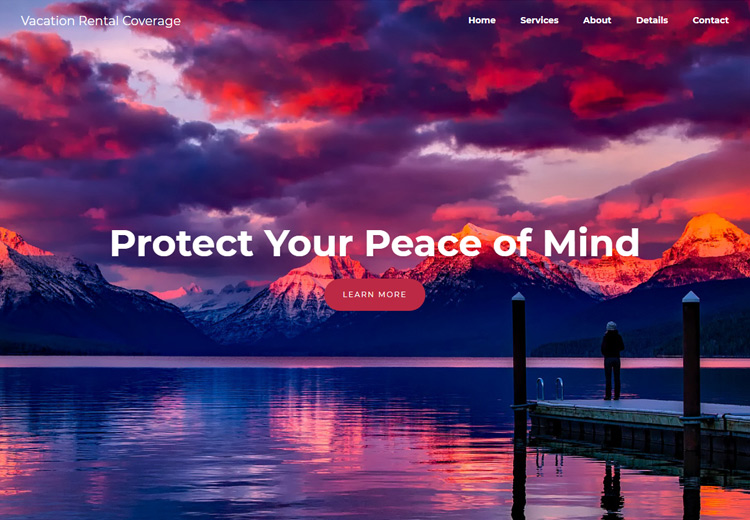 Vacation Rental Coverage
Home Services About Details Contact
Protect Your Peace of Mind
LEARN MORE